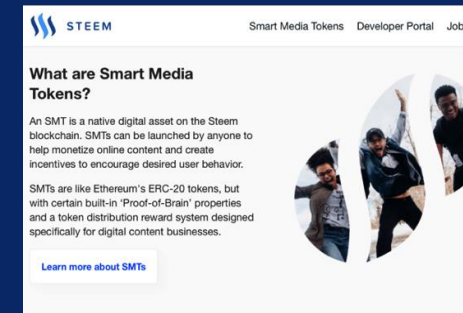 STEEM
Smart Media Tokens Developer Portal
What are Smart Media
Tokens?
An SMT is a native digital asset on the Steem
blockchain. SMTs can be launched by anyone to
help monetize online content and create
incentives to encourage desired user behavior.
SMTs are like Ethereum's ERC-20 tokens, but
with certain built-in ‘Proof-of-Brain’ properties
and a token distribution reward system designed
specifically for digital content businesses.
Learn more about SMTs